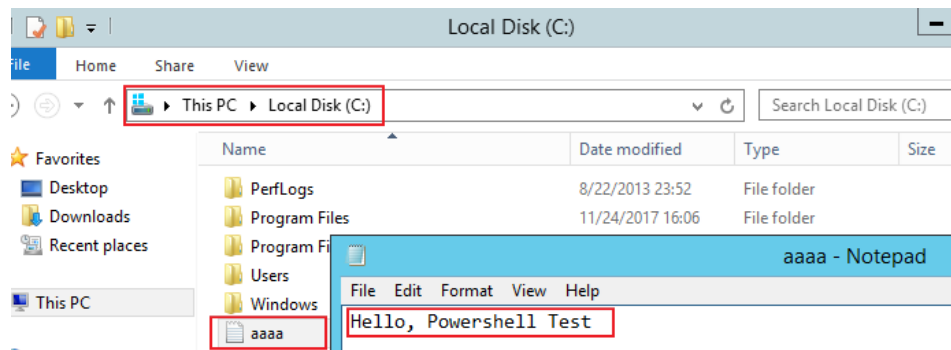 Local Disk (C:)
File Home Share View
This PC Local Disk (C:) Search Local Disk (C:)
Favorites
Desktop
Downloads
Recent places
This PC
Name Date modified Type Size
PerfLogs 8/22/2013 23:52 File folder
Program Files 11/24/2017 16:06 File folder
Program Fi
Users
Windows
aaaa
aaaa - Notepad
File Edit Format View Help
Hello, Powershell Test